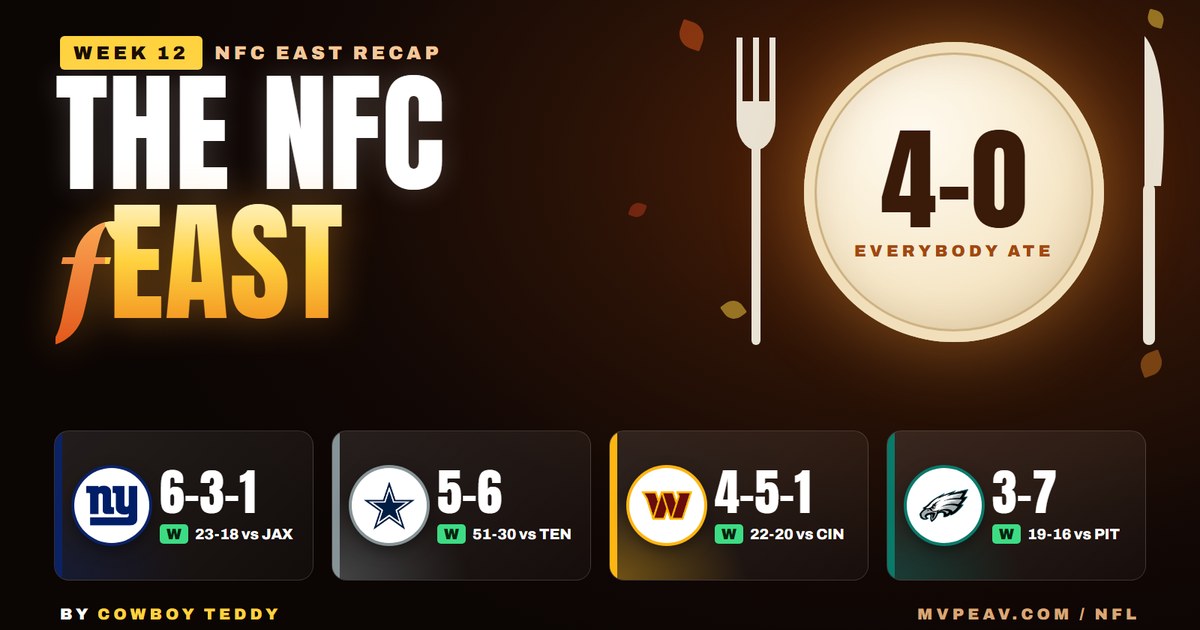 WEEK 12 NFC EAST RECAP
THE NFC
fEAST
4-0
EVERYBODY ATE
ny 6-3-1
W 23-18 vs JAX
5-6
W 51-30 vs TEN
W 4-5-1
W 22-20 vs CIN
3-7
W 19-16 vs PIT
BY COWBOY TEDDY
MVPEAV.COM / NFL